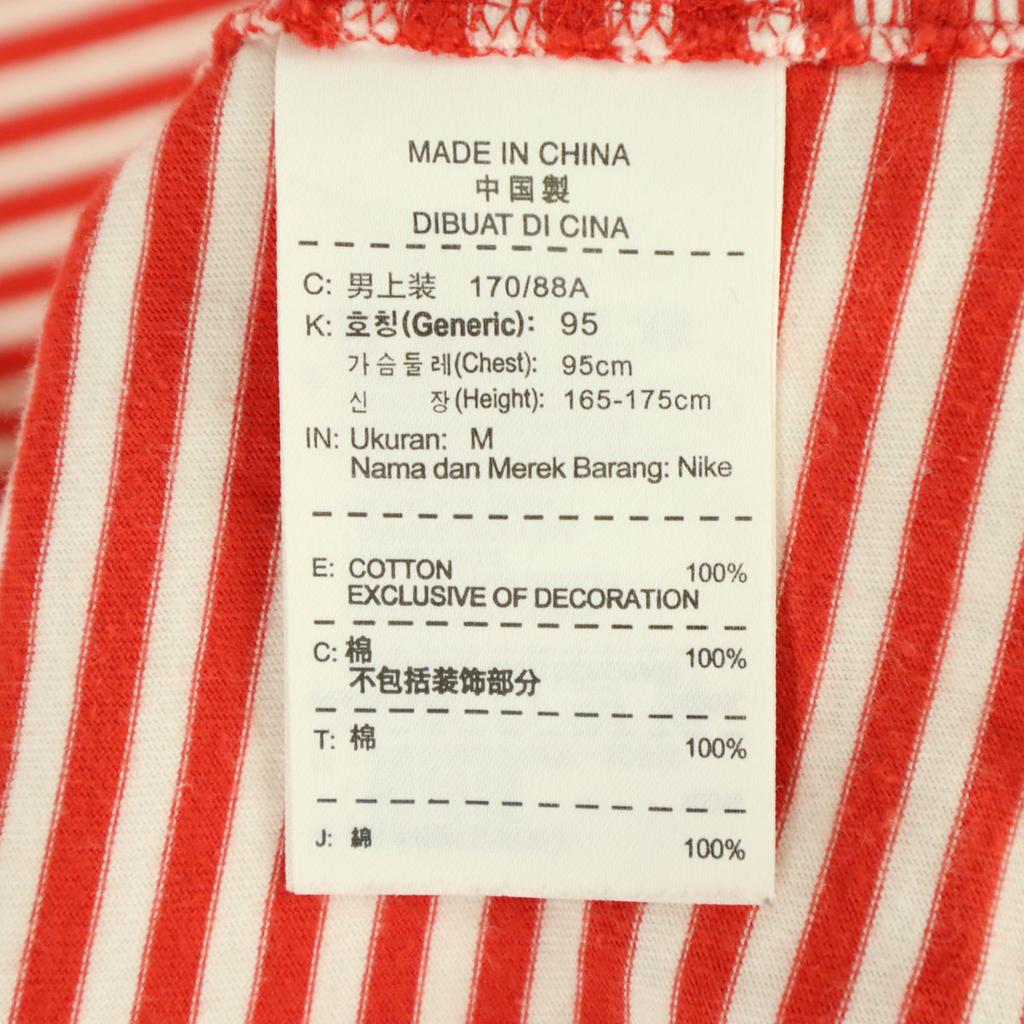 MADE IN CHINA
中国製
DIBUAT DI CINA
C: 男上装 170/88A
K: 호칭(Generic): 95
가슴둘레(Chest): 95cm
신 장(Height): 165-175cm
IN: Ukuran: M
Nama dan Merek Barang: Nike
E: COTTON 100%
EXCLUSIVE OF DECORATION
C: 棉 100%
不包括装饰部分
T: 棉 100%
J: 綿 100%